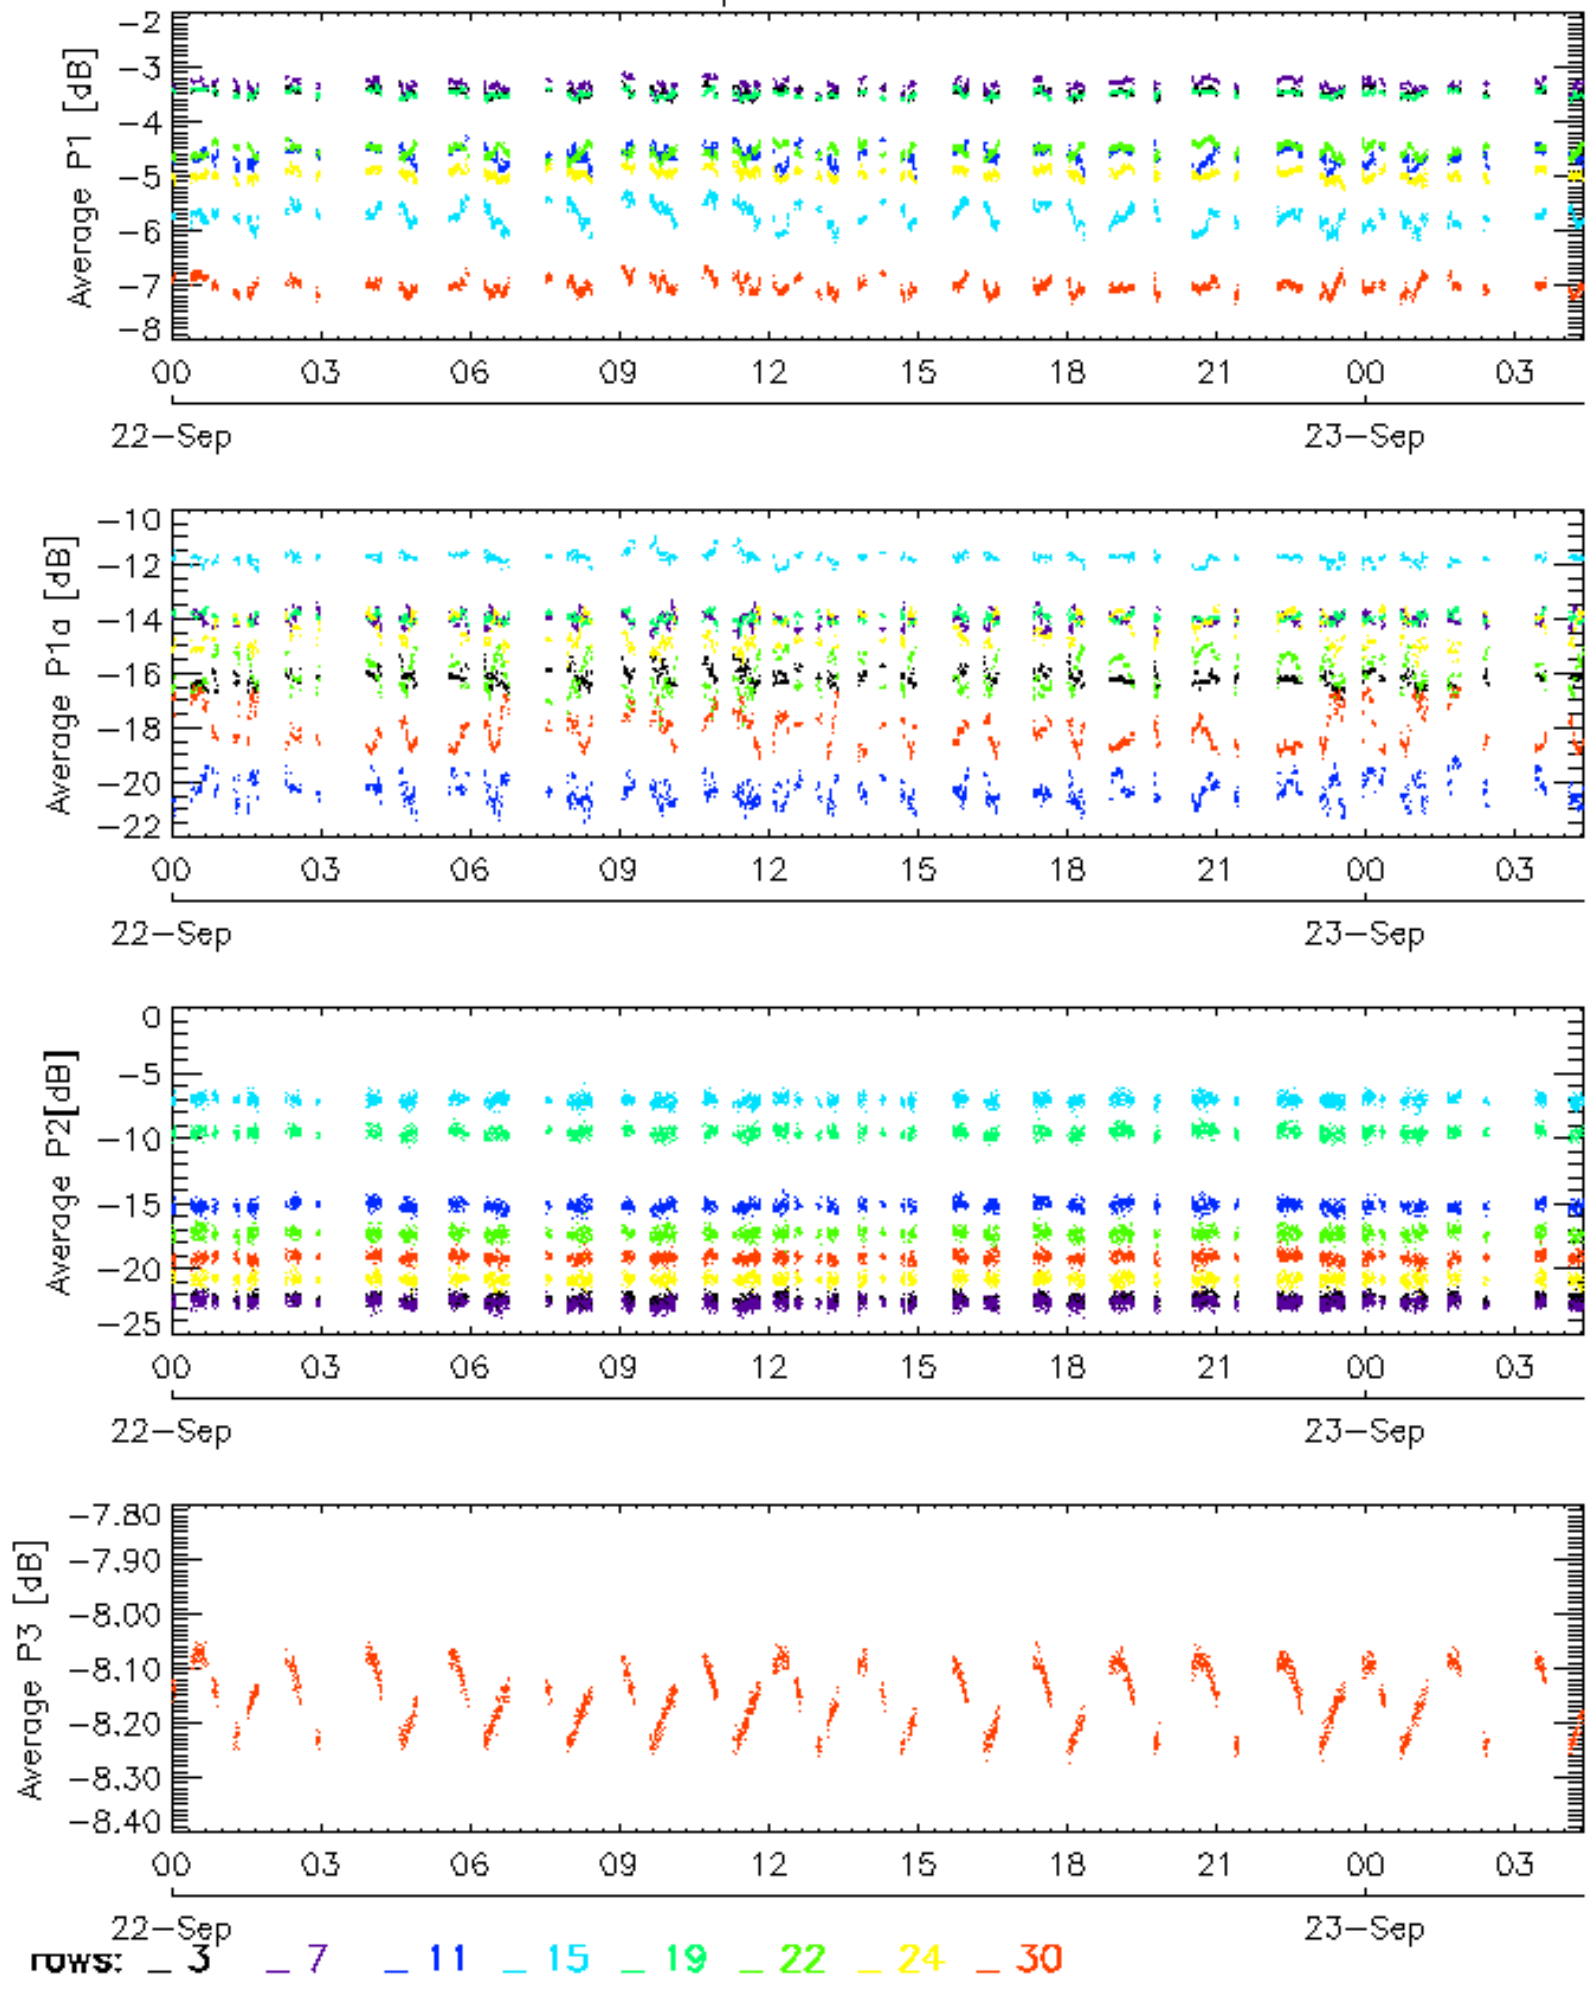 Average P1 [dB]
-2
-3
-4
-5
-6
-7
-8
00 03 06 09 12 15 18 21 00 03
22-Sep 23-Sep
Average P1a [dB]
-10
-12
-14
-16
-18
-20
-22
00 03 06 09 12 15 18 21 00 03
22-Sep 23-Sep
Average P2[dB]
0
-5
-10
-15
-20
-25
00 03 06 09 12 15 18 21 00 03
22-Sep 23-Sep
Average P3 [dB]
-7.80
-7.90
-8.00
-8.10
-8.20
-8.30
-8.40
00 03 06 09 12 15 18 21 00 03
22-Sep 23-Sep
rows: _ 3 _ 7 _ 11 _ 15 _ 19 _ 22 _ 24 _ 30